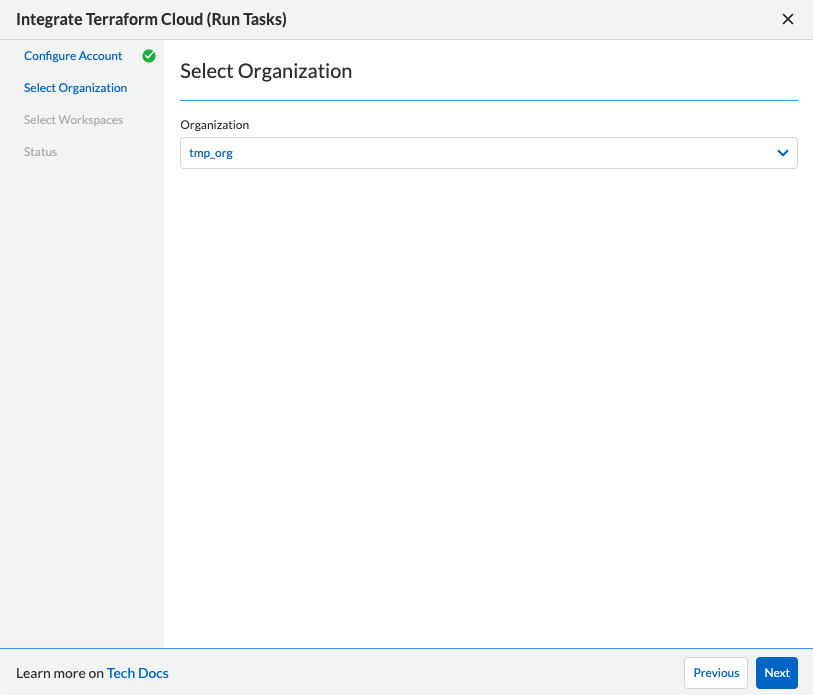 Integrate Terraform Cloud (Run Tasks)
Configure Account
Select Organization
Select Workspaces
Status
Select Organization
Organization
tmp_org
Learn more on Tech Docs
Previous
Next